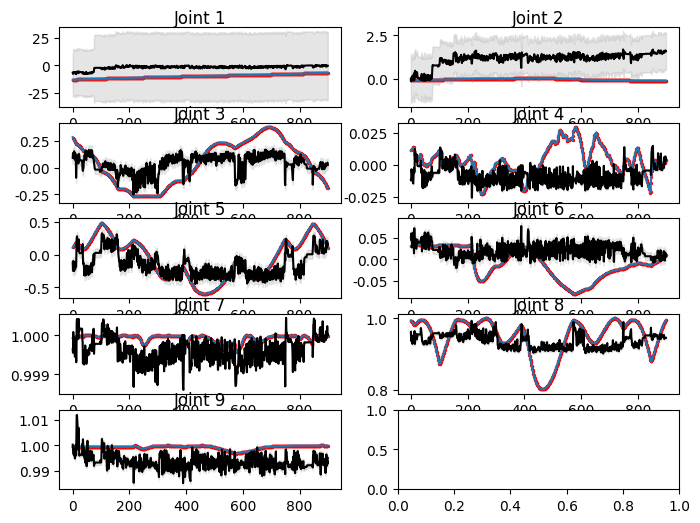 Joint 1
Joint 2
25
0
-25
2.5
0.0
0 200 400 600 800
0 200 400 600 800
Joint 3
Joint 4
0.25
0.00
-0.25
0.025
0.000
-0.025
0 200 400 600 800
0 200 400 600 800
Joint 5
Joint 6
0.5
0.0
-0.5
0.05
0.00
-0.05
0 200 400 600 800
0 200 400 600 800
Joint 7
Joint 8
1.000
0.999
1.0
0.8
0 200 400 600 800
0 200 400 600 800
Joint 9
1.01
1.00
0.99
1.0
0.5
0.0
0 200 400 600 800
0.0 0.2 0.4 0.6 0.8 1.0